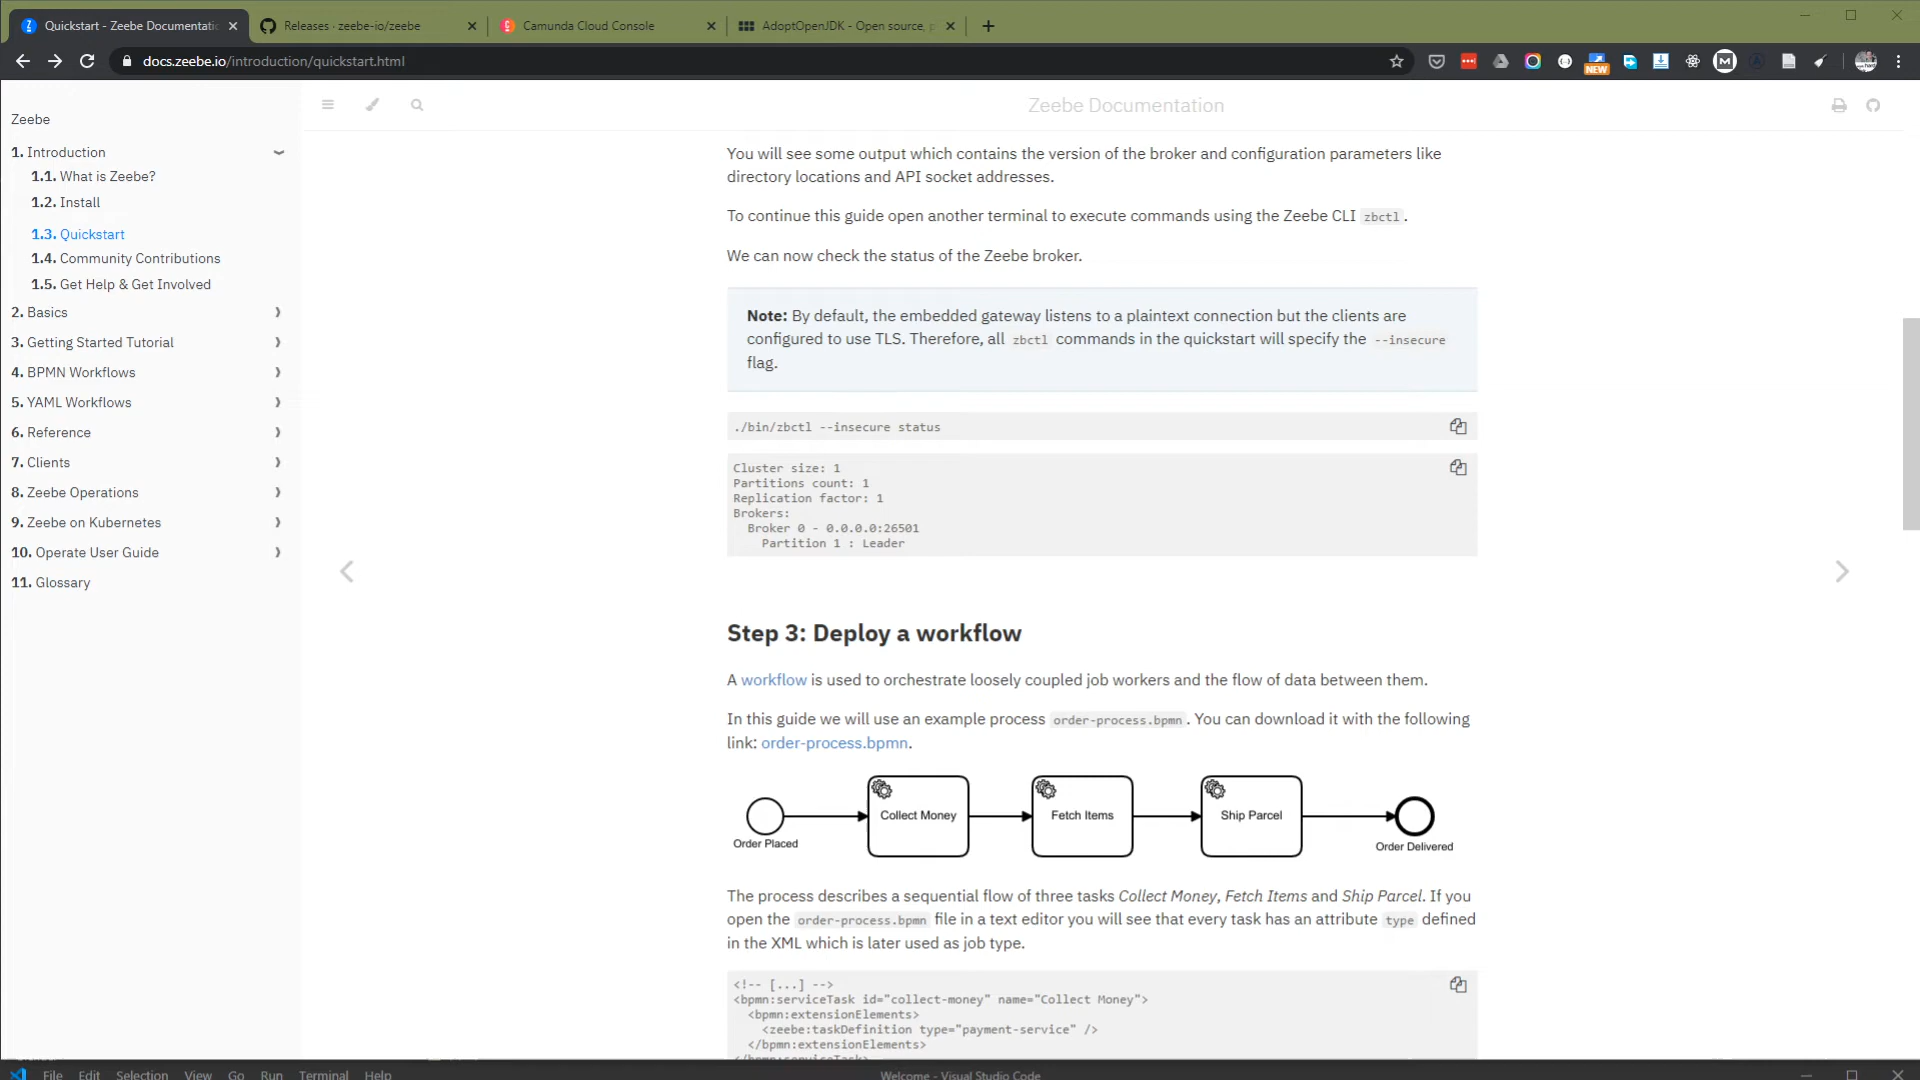 Quickstart - Zeebe Documentatic
Releases · zeebe-io/zeebe
Camunda Cloud Console
AdoptOpenJDK - Open source, p
docs.zeebe.io/introduction/quickstart.html
NEW
Zeebe
1. Introduction
1.1. What is Zeebe?
1.2. Install
1.3. Quickstart
1.4. Community Contributions
1.5. Get Help & Get Involved
2. Basics
3. Getting Started Tutorial
4. BPMN Workflows
5. YAML Workflows
6. Reference
7. Clients
8. Zeebe Operations
9. Zeebe on Kubernetes
10. Operate User Guide
11. Glossary
Zeebe Documentation
You will see some output which contains the version of the broker and configuration parameters like
directory locations and API socket addresses.
To continue this guide open another terminal to execute commands using the Zeebe CLI zbctl.
We can now check the status of the Zeebe broker.
Note: By default, the embedded gateway listens to a plaintext connection but the clients are
configured to use TLS. Therefore, all zbctl commands in the quickstart will specify the --insecure
flag.
./bin/zbctl --insecure status
Cluster size: 1
Partitions count: 1
Replication factor: 1
Brokers:
Broker 0 - 0.0.0.0:26501
Partition 1 : Leader
Step 3: Deploy a workflow
A workflow is used to orchestrate loosely coupled job workers and the flow of data between them.
In this guide we will use an example process order-process.bpmn. You can download it with the following
link: order-process.bpmn.
Order Placed
Collect Money
Fetch Items
Ship Parcel
Order Delivered
The process describes a sequential flow of three tasks Collect Money, Fetch Items and Ship Parcel. If you
open the order-process.bpmn file in a text editor you will see that every task has an attribute type defined
in the XML which is later used as job type.
<!-- [...] -->
<bpmn:serviceTask id="collect-money" name="Collect Money">
<bpmn:extensionElements>
<zeebe:taskDefinition type="payment-service" />
</bpmn:extensionElements>
</bpmn:serviceTask>
File Edit Selection View Go Run Terminal Help
Welcome - Visual Studio Code